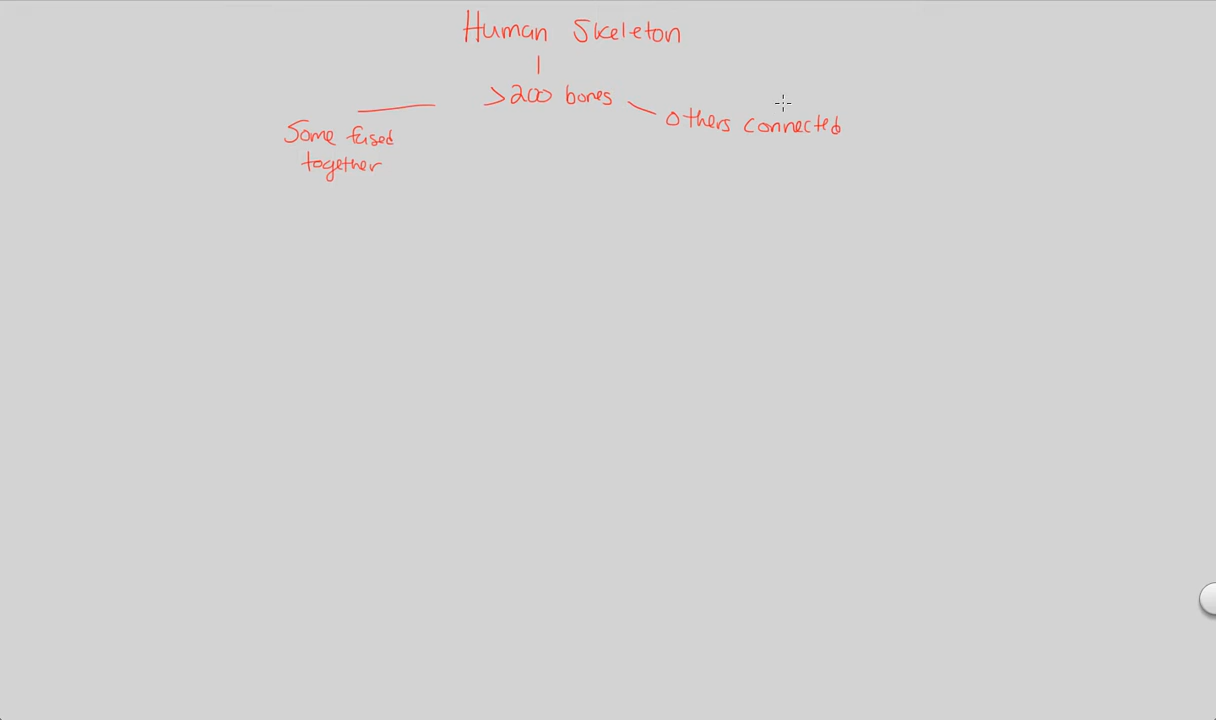 Human Skeleton
>200 bones
Others connected
Some fused
together